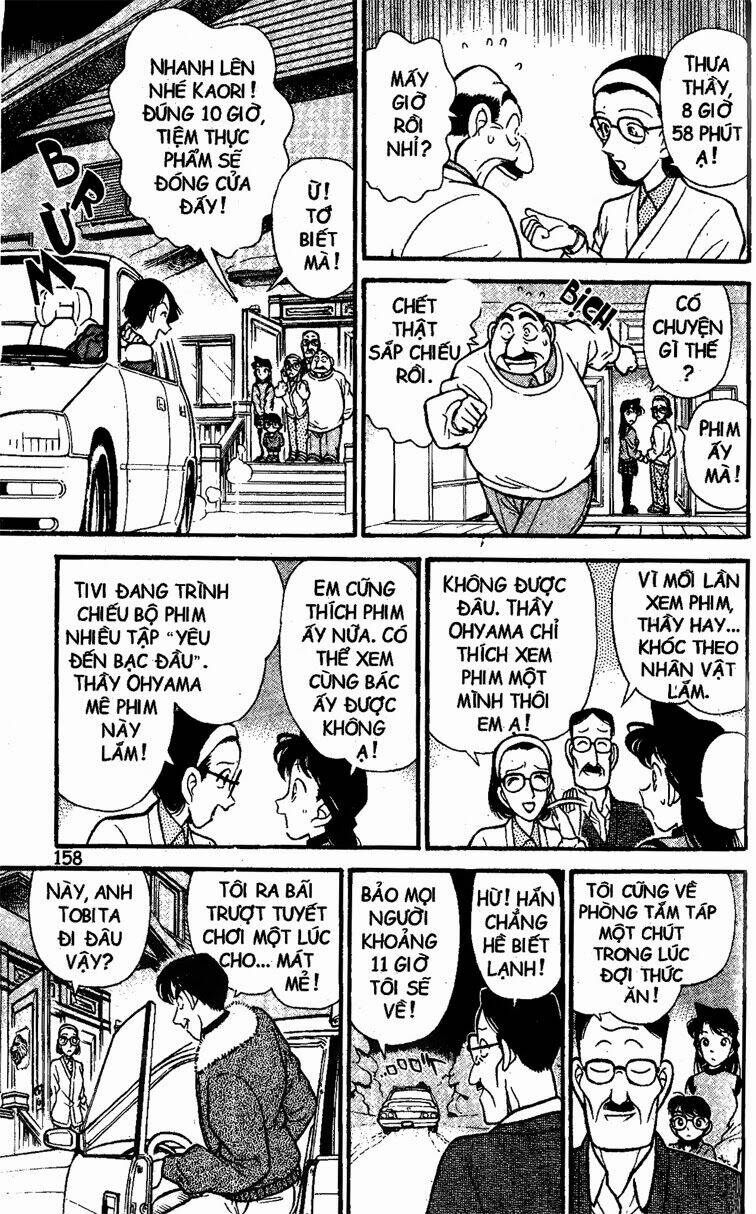 BRỪM
NHANH LÊN
NHÉ KAORI!
ĐÚNG 10 GIỜ,
TIỆM THỰC
PHẨM SẼ
ĐÓNG CỬA
ĐẤY!
Ừ!
TỚ
BIẾT
MÀ!
MẤY
GIỜ
RỒI
NHỈ?
THƯA
THẦY,
8 GIỜ
58 PHÚT
Ạ!
CHẾT
THẬT
SẮP CHIẾU
RỒI.
BỊCH
CÓ
CHUYỆN
GÌ THẾ
?
PHIM
ẤY
MÀ!
TIVI ĐANG TRÌNH
CHIẾU BỘ PHIM
NHIỀU TẬP “YÊU
ĐẾN BẠC ĐẦU”.
THẦY OHYAMA
MÊ PHIM
NÀY
LẮM!
EM CŨNG
THÍCH PHIM
ẤY NỮA. CÓ
THỂ XEM
CÙNG BÁC
ẤY ĐƯỢC
KHÔNG
Ạ!
KHÔNG ĐƯỢC
ĐÂU. THẦY
OHYAMA CHỈ
THÍCH XEM
PHIM MỘT
MÌNH THÔI
EM Ạ!
VÌ MỖI LẦN
XEM PHIM,
THẦY HAY...
KHÓC THEO
NHÂN VẬT
LẮM.
158
NÀY, ANH
TOBITA
ĐI ĐÂU
VẬY?
TÔI RA BÃI
TRƯỢT TUYẾT
CHƠI MỘT LÚC
CHO... MÁT
MẺ!
BẢO MỌI
NGƯỜI
KHOẢNG
11 GIỜ
TÔI SẼ
VỀ!
HỪ! HẮN
CHẲNG
HỀ BIẾT
LẠNH!
TÔI CŨNG VỀ
PHÒNG TẮM TÁP
MỘT CHÚT
TRONG LÚC
ĐỢI THỨC
ĂN!